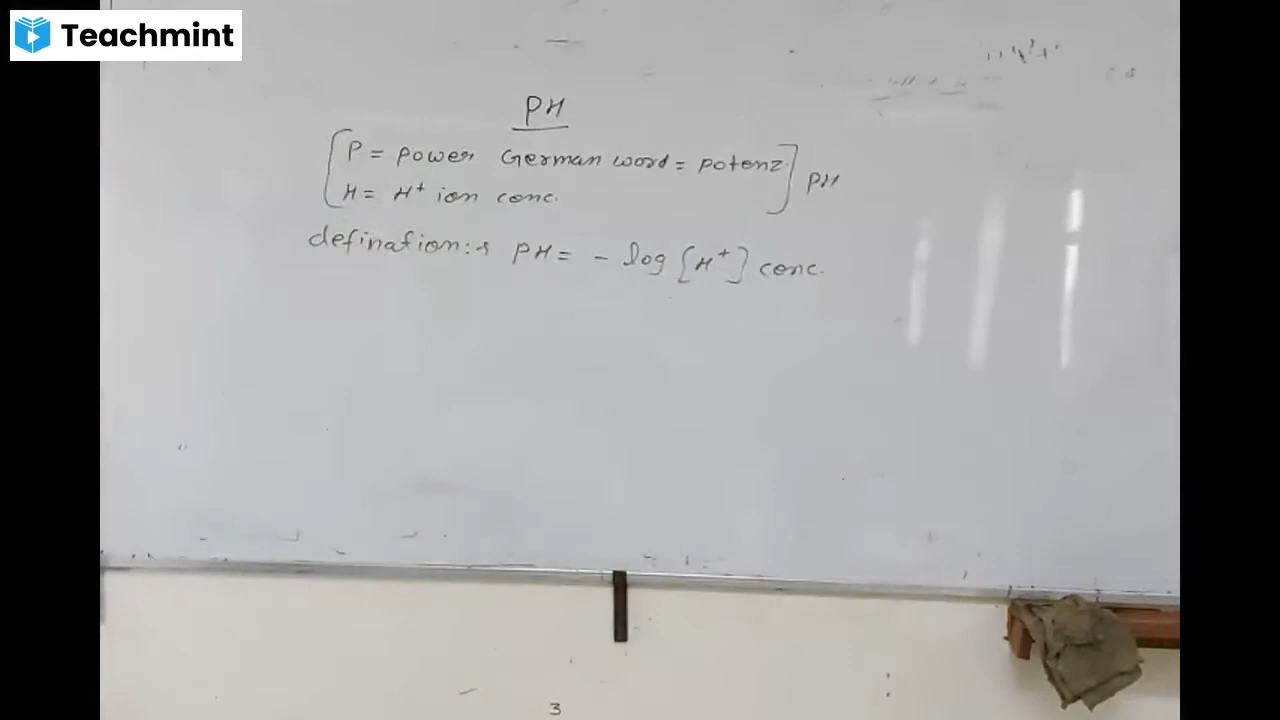 Teachmint
PH
P = power German word = potenz
H = H+ ion conc.
PH
defination:→ PH = - log [H+] conc.
3